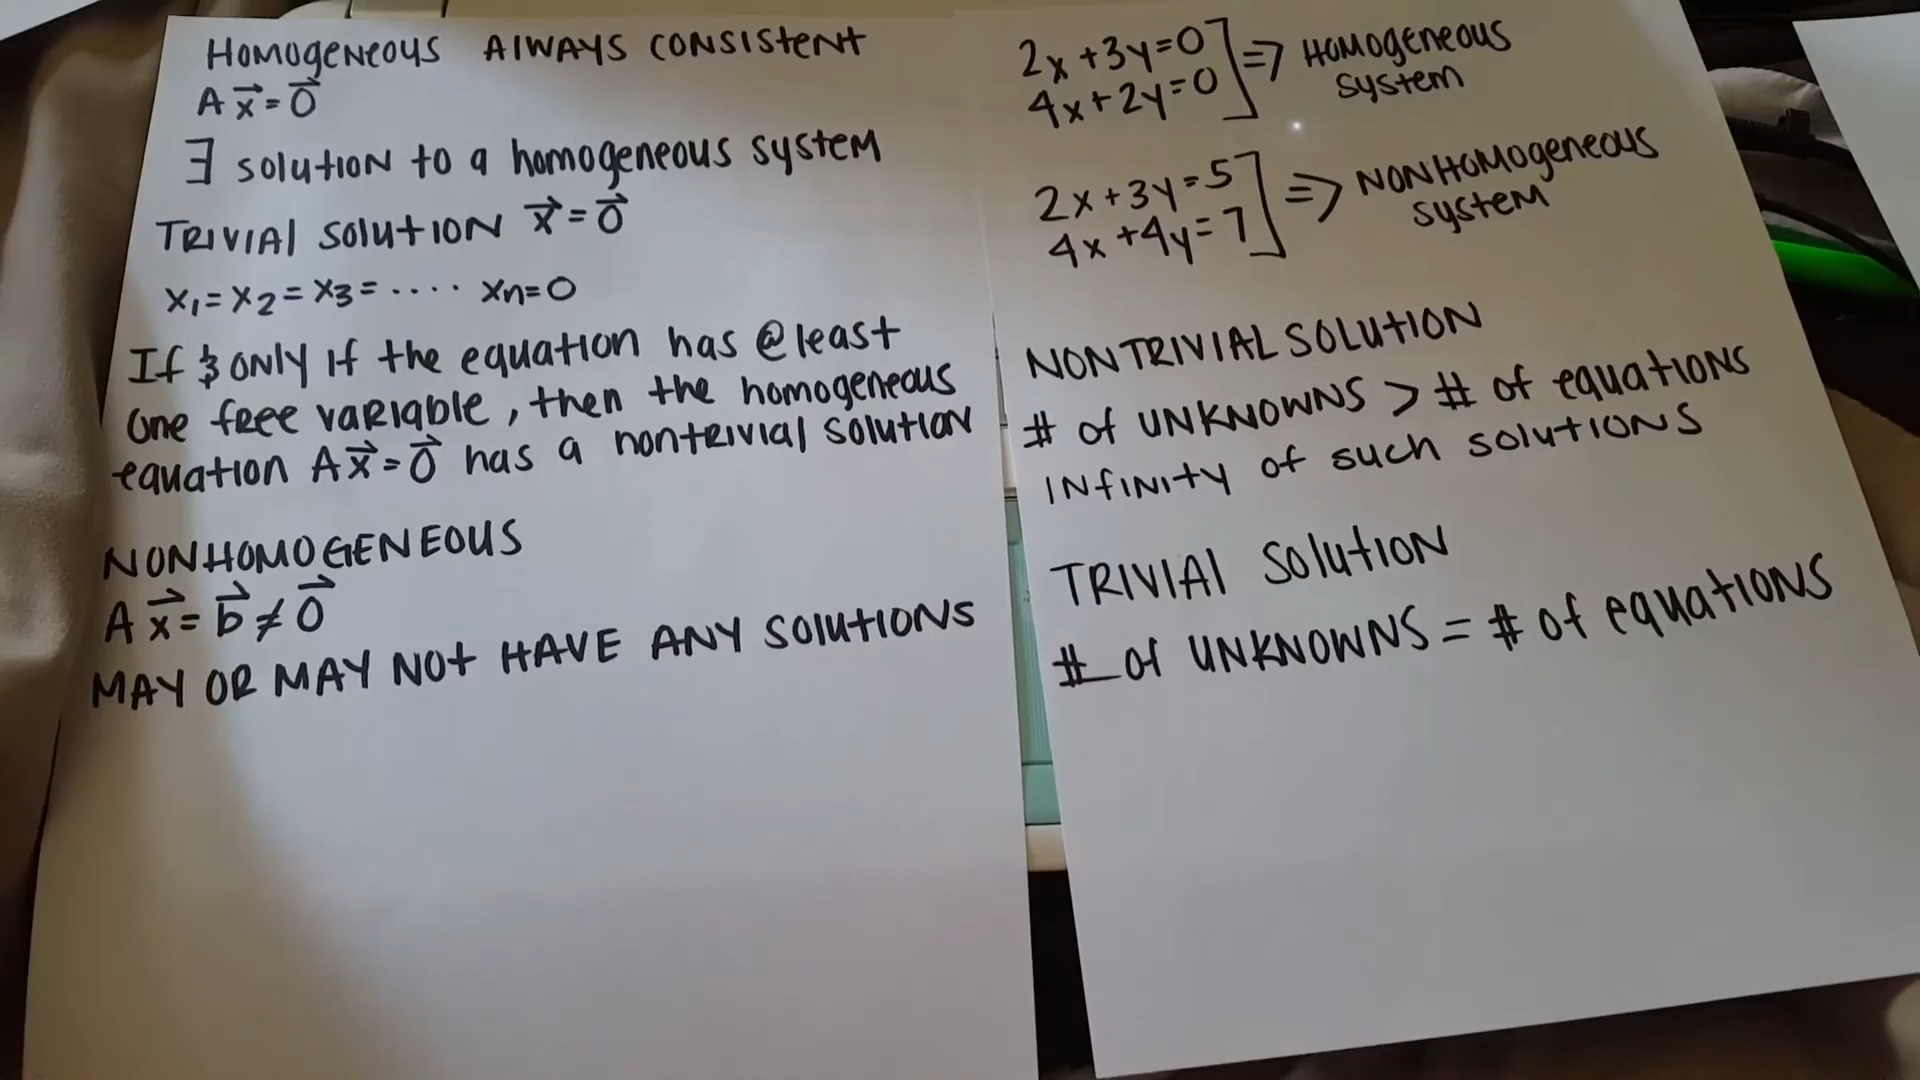 Homogeneous Always Consistent
A x⃗ = 0⃗
∃ solution to a homogeneous system
Trivial solution x⃗ = 0⃗
x₁ = x₂ = x₃ = .... xn = 0
If & only if the equation has @least
one free variable, then the homogeneous
equation A x⃗ = 0⃗ has a nontrivial solution
NONHOMOGENEOUS
A x⃗ = b⃗ ≠ 0⃗
MAY OR MAY NOT HAVE ANY SOLUTIONS
2x + 3y = 0
4x + 2y = 0
] => Homogeneous
system
2x + 3y = 5
4x + 4y = 7
] => NONHOMogeneous
system
NONTRIVIAL SOLUTION
# of UNKNOWNS > # of equations
INFINITY of such solutions
TRIVIAL Solution
# of UNKNOWNS = # of equations